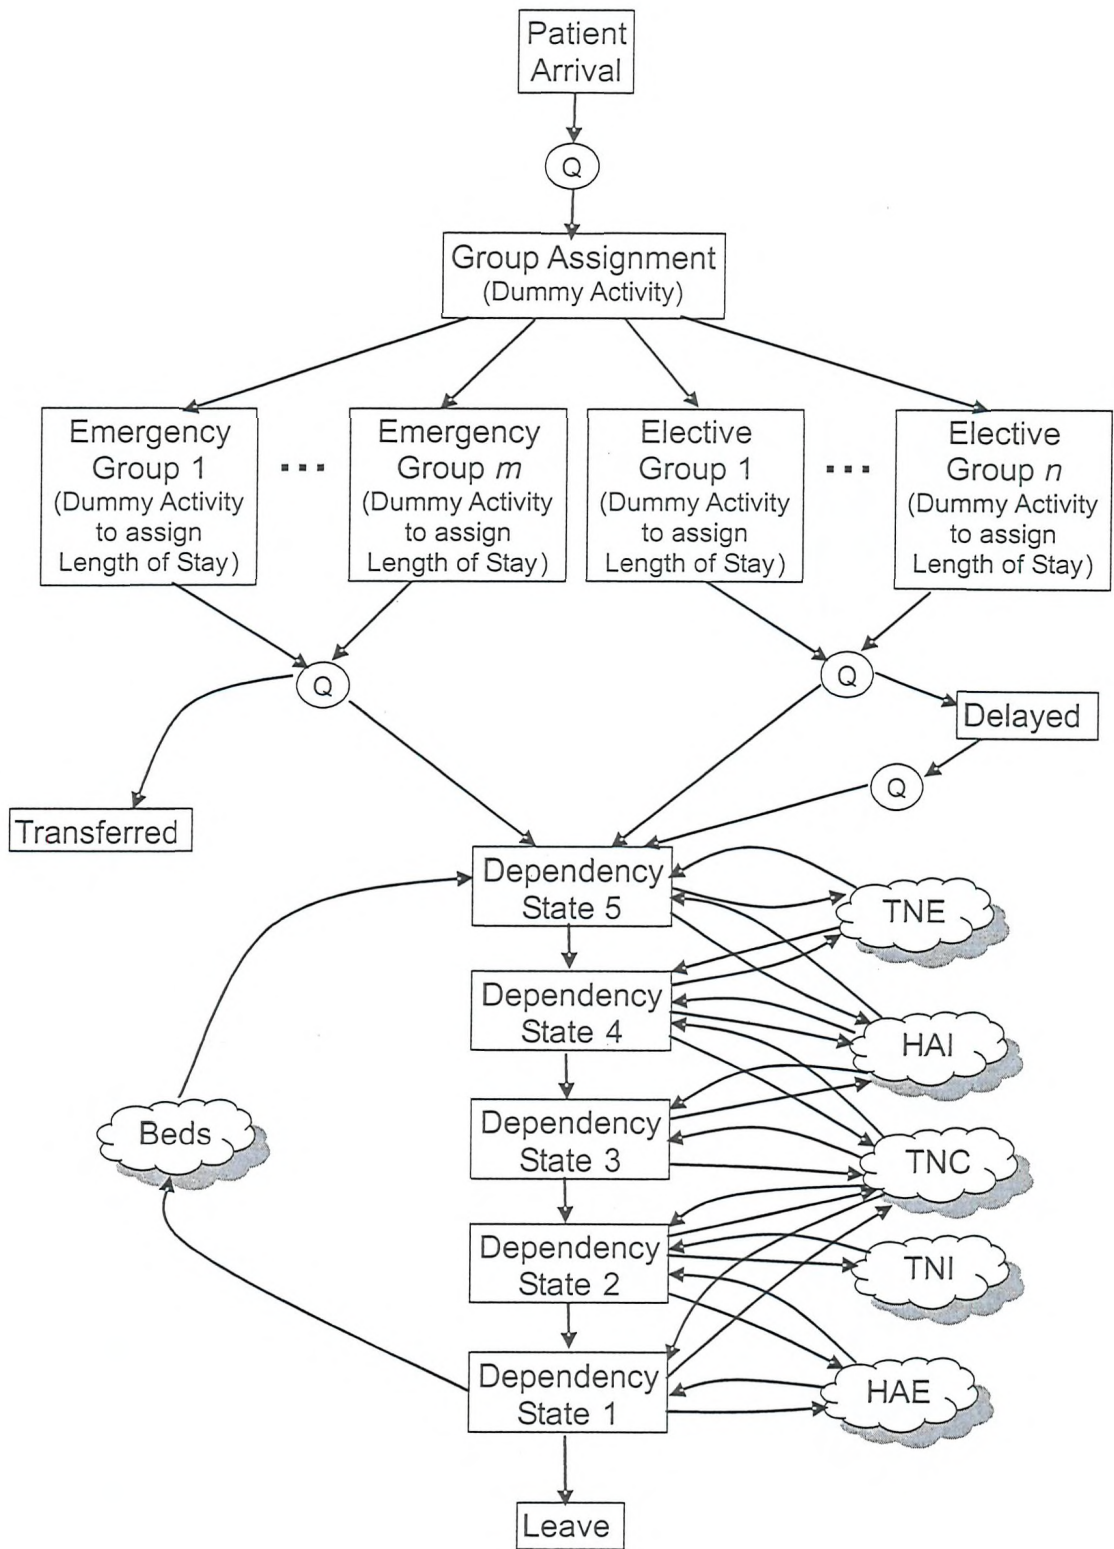 Patient
Arrival
Q
Group Assignment
(Dummy Activity)
Emergency
Group 1
(Dummy Activity
to assign
Length of Stay)
...
Emergency
Group m
(Dummy Activity
to assign
Length of Stay)
Elective
Group 1
(Dummy Activity
to assign
Length of Stay)
...
Elective
Group n
(Dummy Activity
to assign
Length of Stay)
Q
Q
Delayed
Q
Transferred
Dependency
State 5
TNE
Dependency
State 4
HAI
Beds
Dependency
State 3
TNC
Dependency
State 2
TNI
Dependency
State 1
HAE
Leave